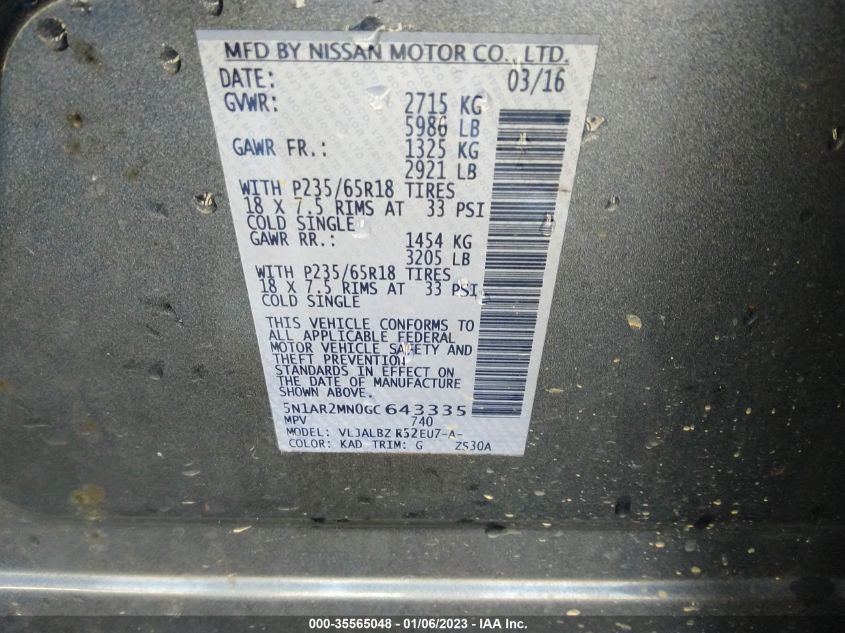 MFD BY NISSAN MOTOR CO., LTD.
DATE: 03/16
GVWR: 2715 KG
5986 LB
GAWR FR.: 1325 KG
2921 LB
WITH P235/65R18 TIRES
18 X 7.5 RIMS AT 33 PSI
COLD SINGLE
GAWR RR.: 1454 KG
3205 LB
WITH P235/65R18 TIRES
18 X 7.5 RIMS AT 33 PSI
COLD SINGLE
THIS VEHICLE CONFORMS TO
ALL APPLICABLE FEDERAL
MOTOR VEHICLE SAFETY AND
THEFT PREVENTION
STANDARDS IN EFFECT ON
THE DATE OF MANUFACTURE
SHOWN ABOVE.
5N1AR2MN0GC643335
MPV 740
MODEL: VLJALBZ R52EU7-A-
COLOR: KAD TRIM: G ZS30A
000-35565048 - 01/06/2023 - IAA Inc.